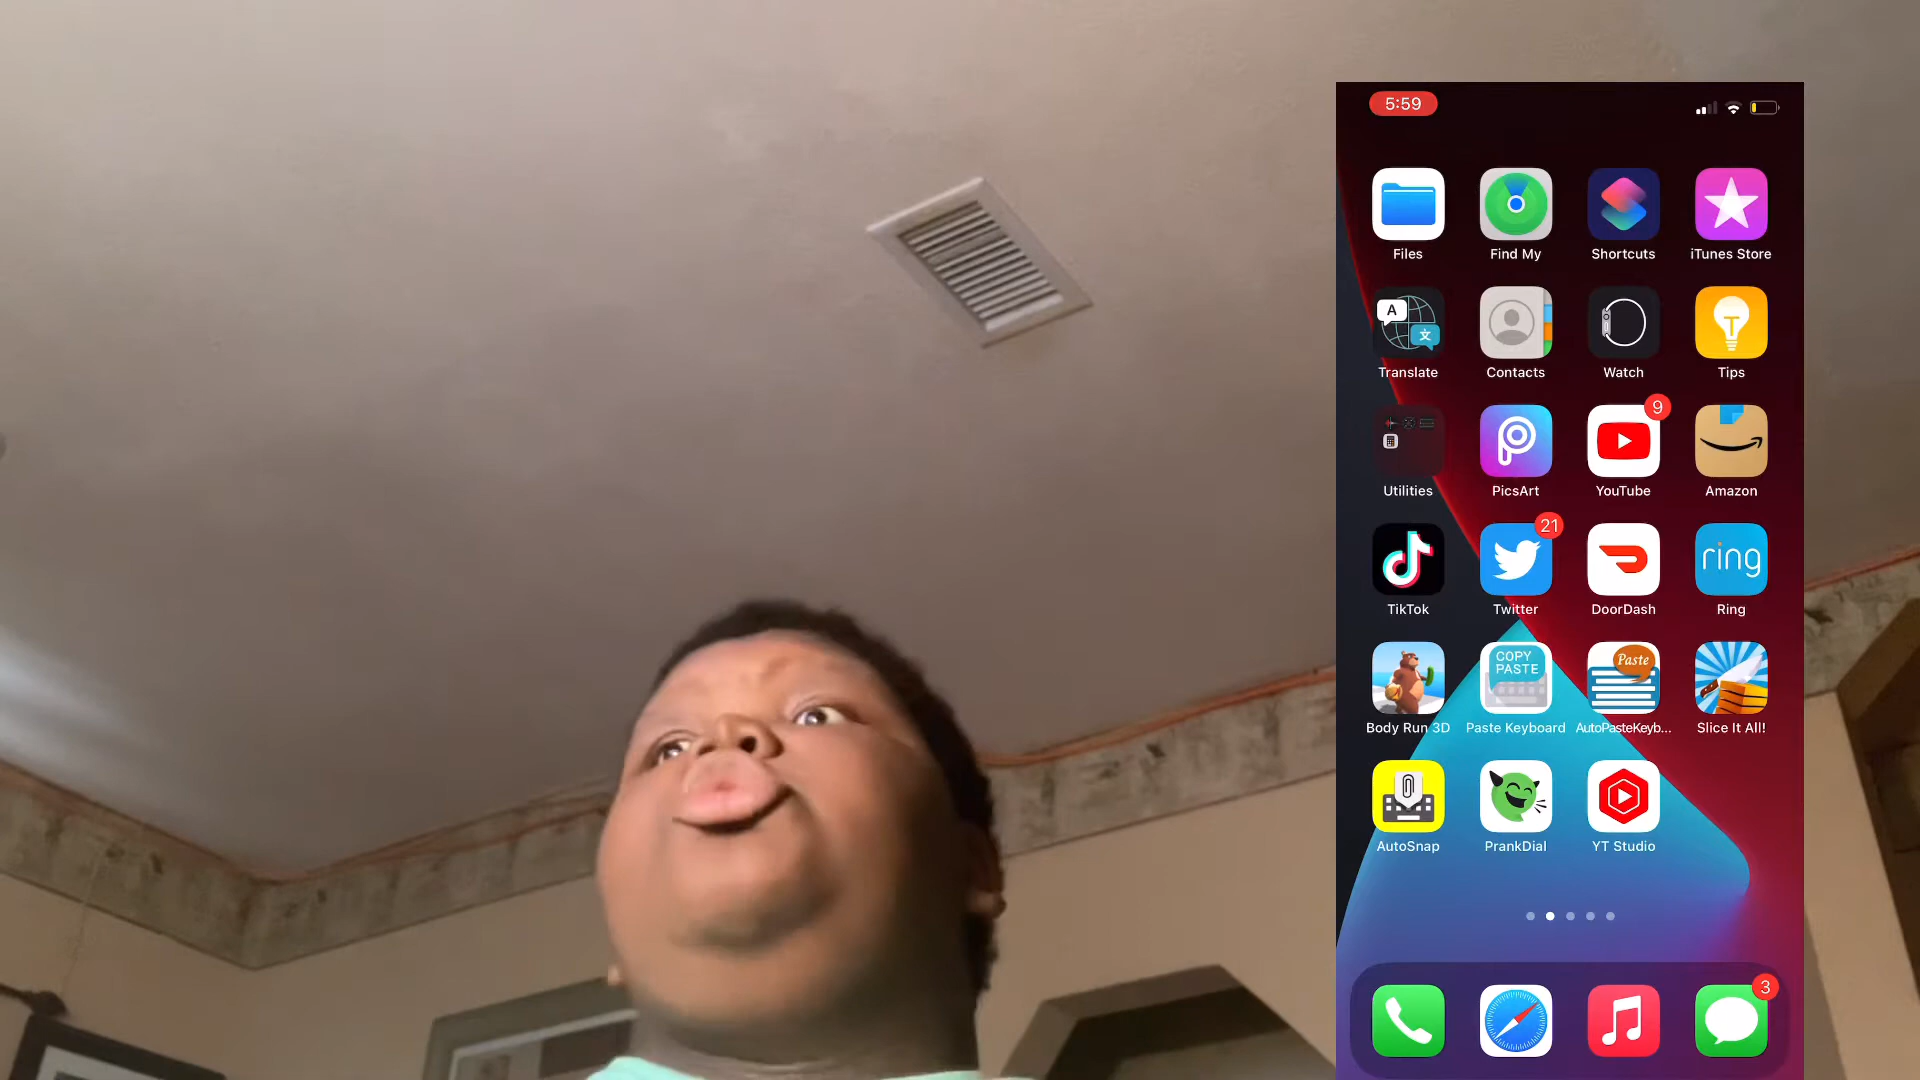 5:59
Files
Find My
Shortcuts
iTunes Store
A
文
T
Translate
Contacts
Watch
Tips
9
Utilities
PicsArt
YouTube
Amazon
21
ring
TikTok
Twitter
DoorDash
Ring
COPY
PASTE
Paste
Body Run 3D
Paste Keyboard
AutoPasteKeyb...
Slice It All!
AutoSnap
PrankDial
YT Studio
3